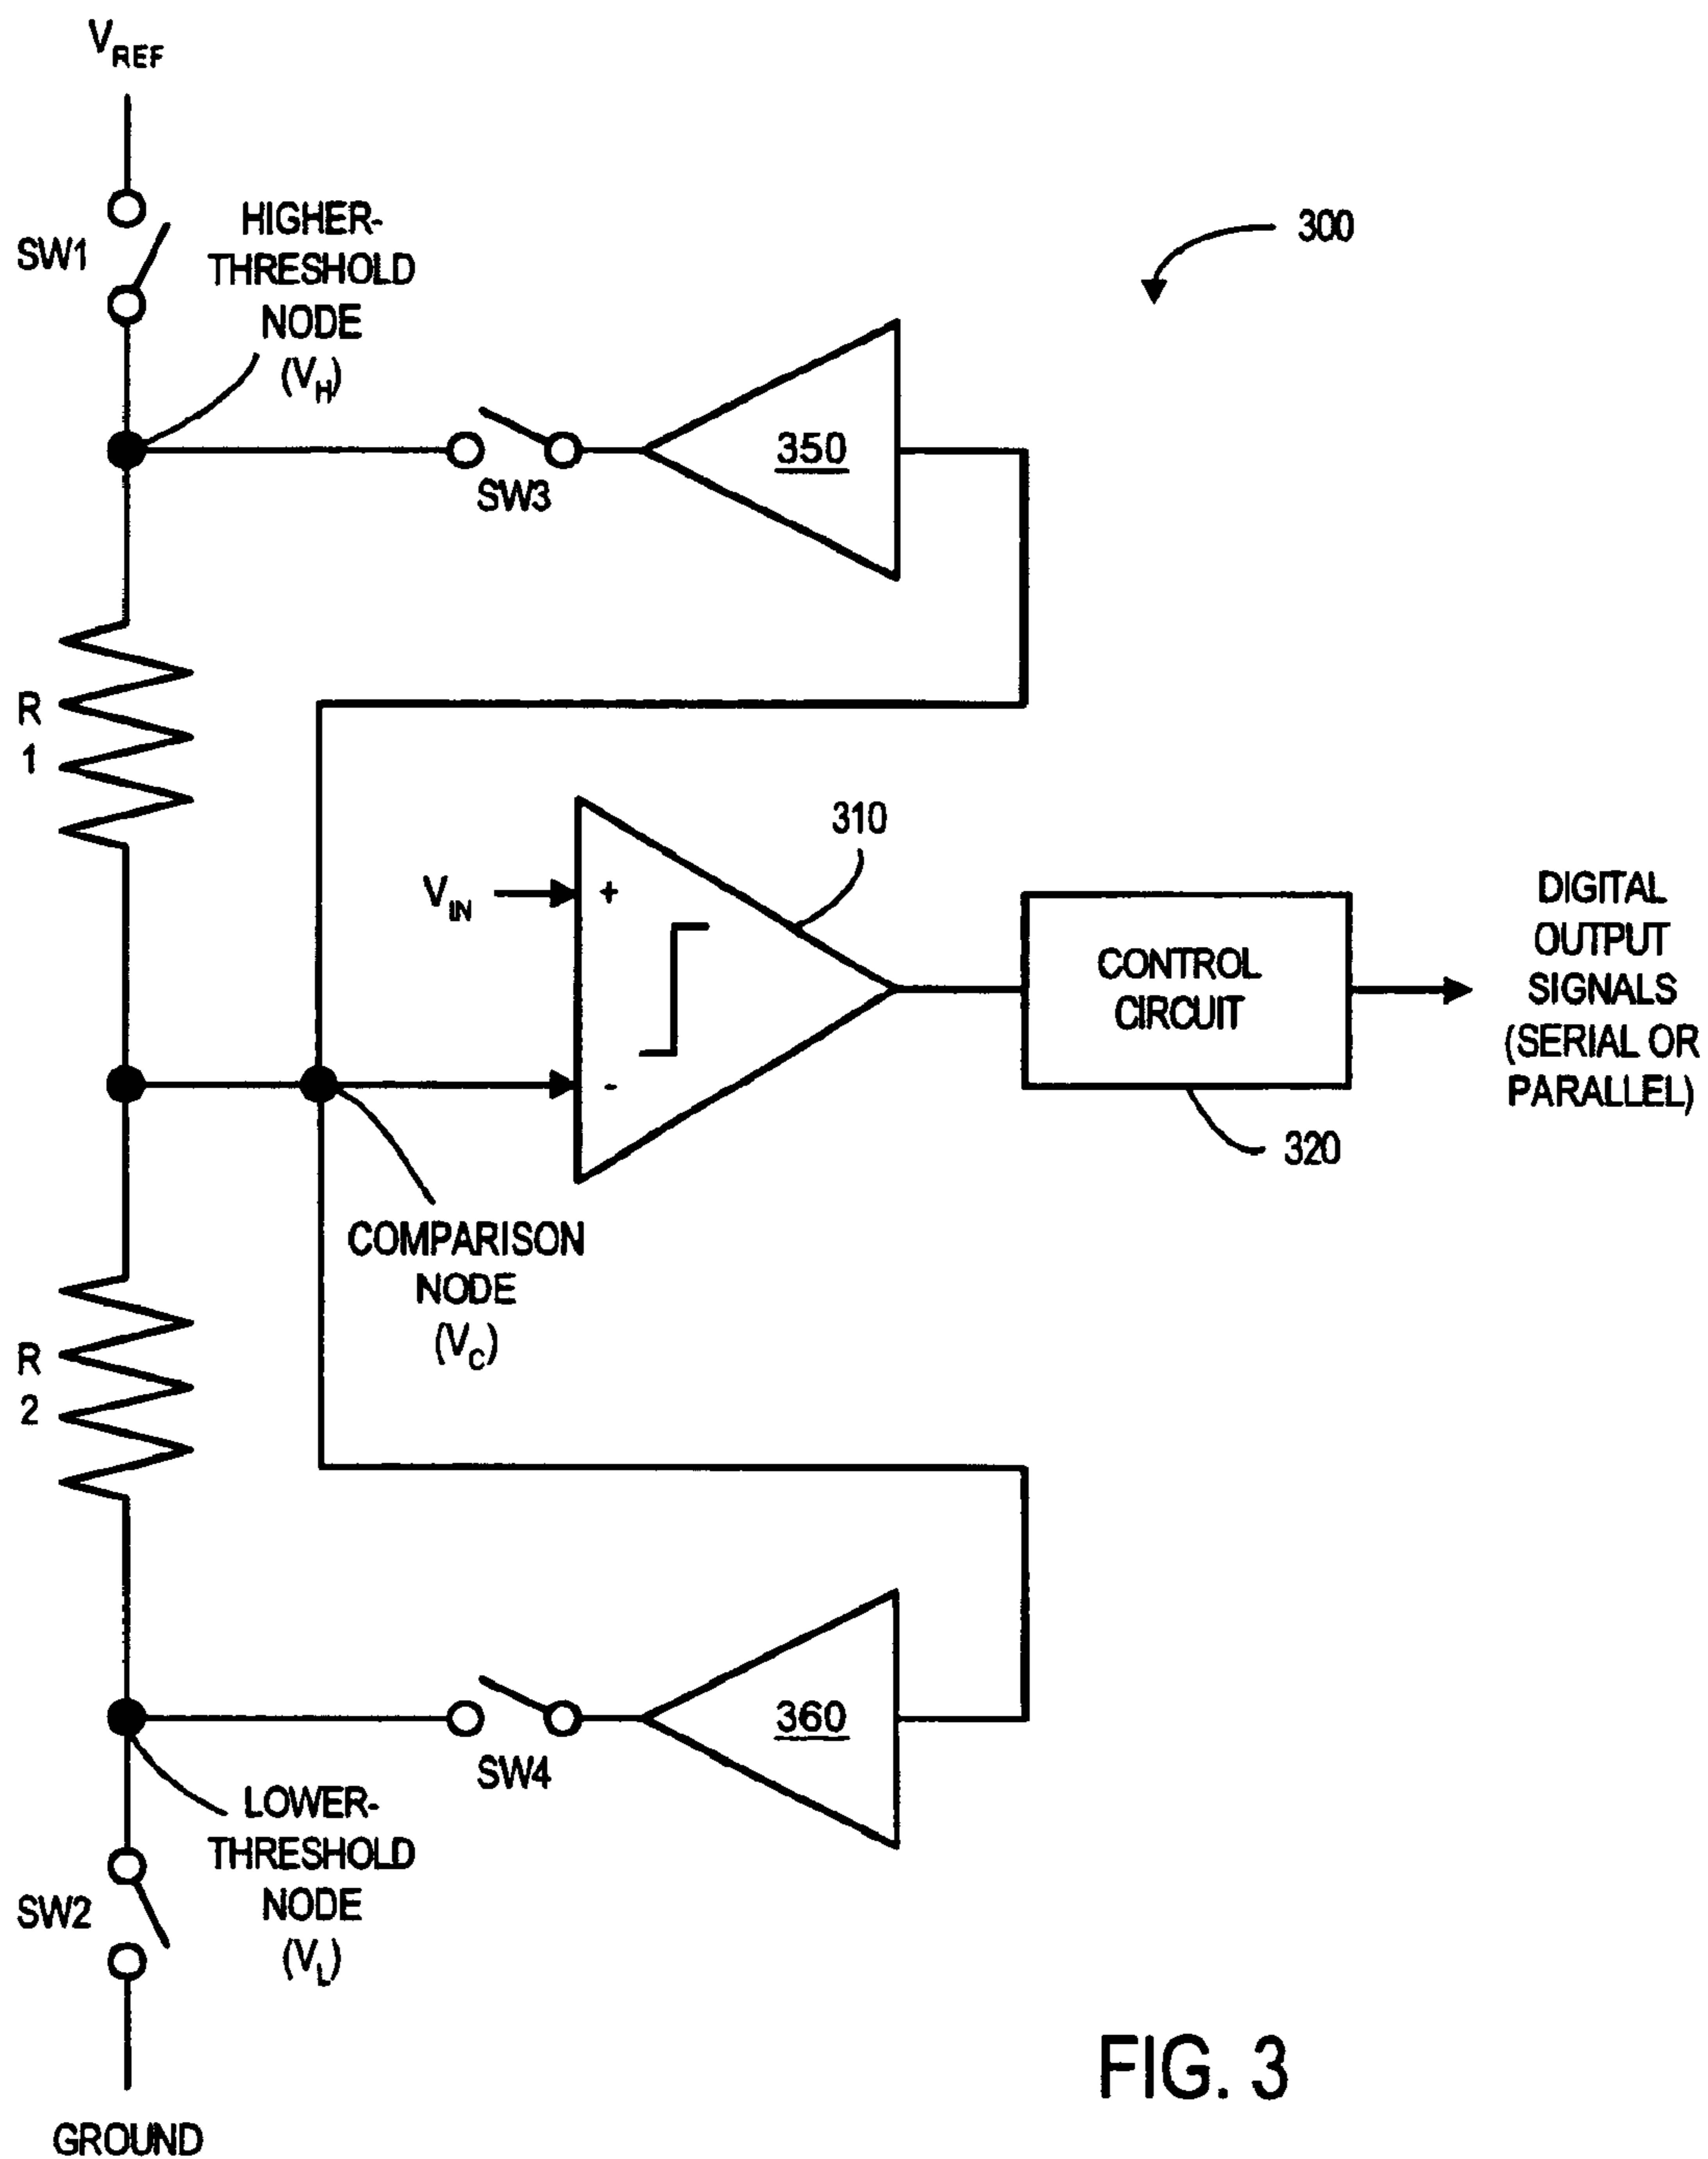 VREF
SW1
HIGHER-
THRESHOLD
NODE
(VH)
300
350
SW3
R
1
310
VIN
+
-
CONTROL
CIRCUIT
320
DIGITAL
OUTPUT
SIGNALS
(SERIAL OR
PARALLEL)
COMPARISON
NODE
(VC)
R
2
360
SW4
LOWER-
THRESHOLD
NODE
(VL)
SW2
GROUND
FIG. 3